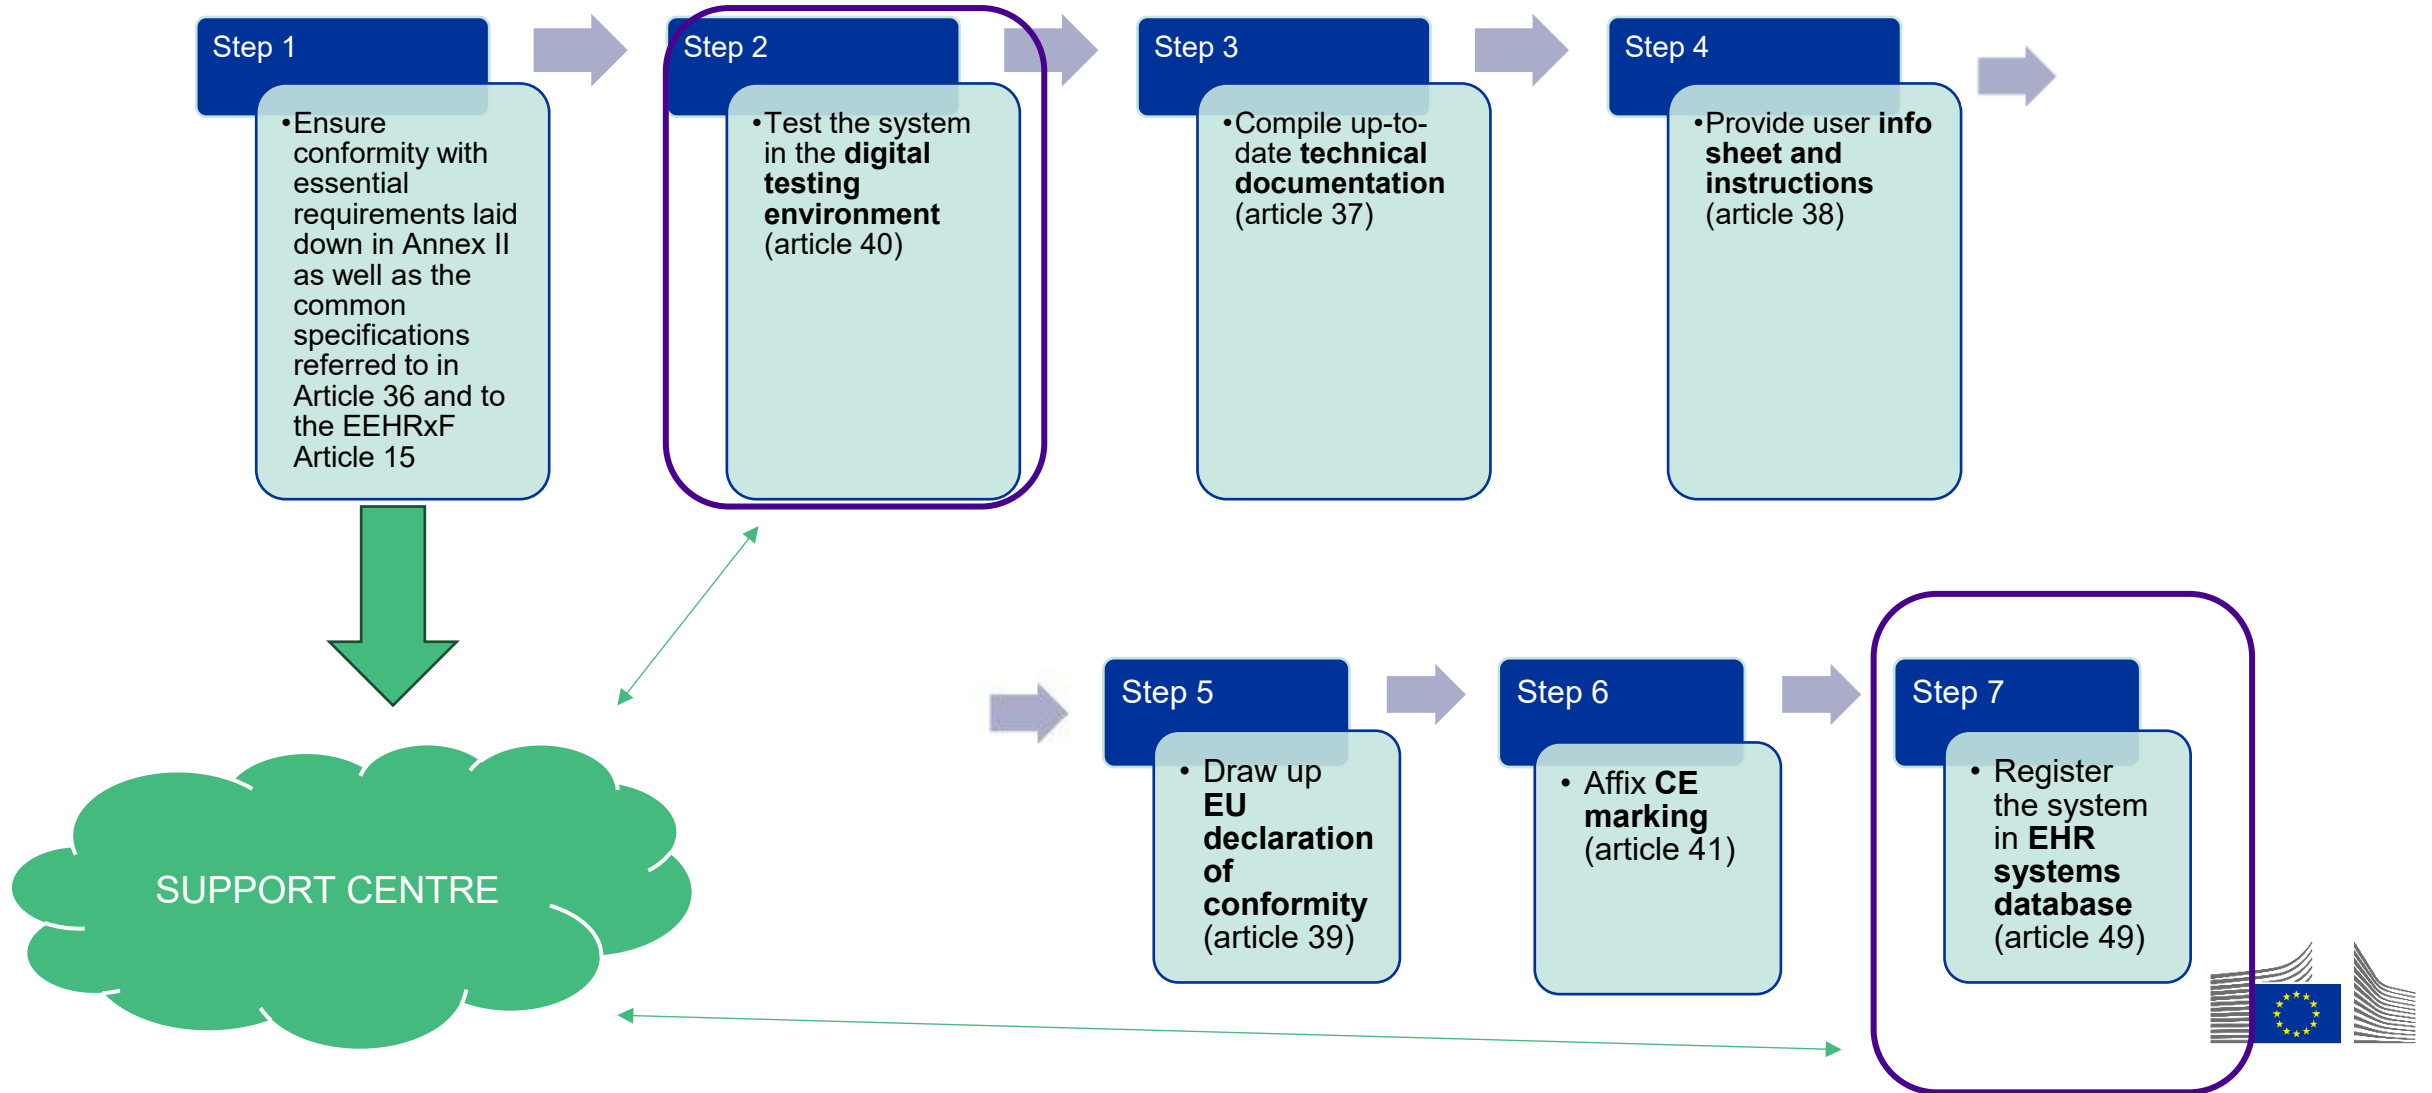 Step 1
•Ensure
conformity with
essential
requirements laid
down in Annex II
as well as the
common
specifications
referred to in
Article 36 and to
the EEHRxF
Article 15
Step 2
•Test the system
in the digital
testing
environment
(article 40)
Step 3
•Compile up-to-
date technical
documentation
(article 37)
Step 4
•Provide user info
sheet and
instructions
(article 38)
SUPPORT CENTRE
Step 5
• Draw up
EU
declaration
of
conformity
(article 39)
Step 6
• Affix CE
marking
(article 41)
Step 7
• Register
the system
in EHR
systems
database
(article 49)